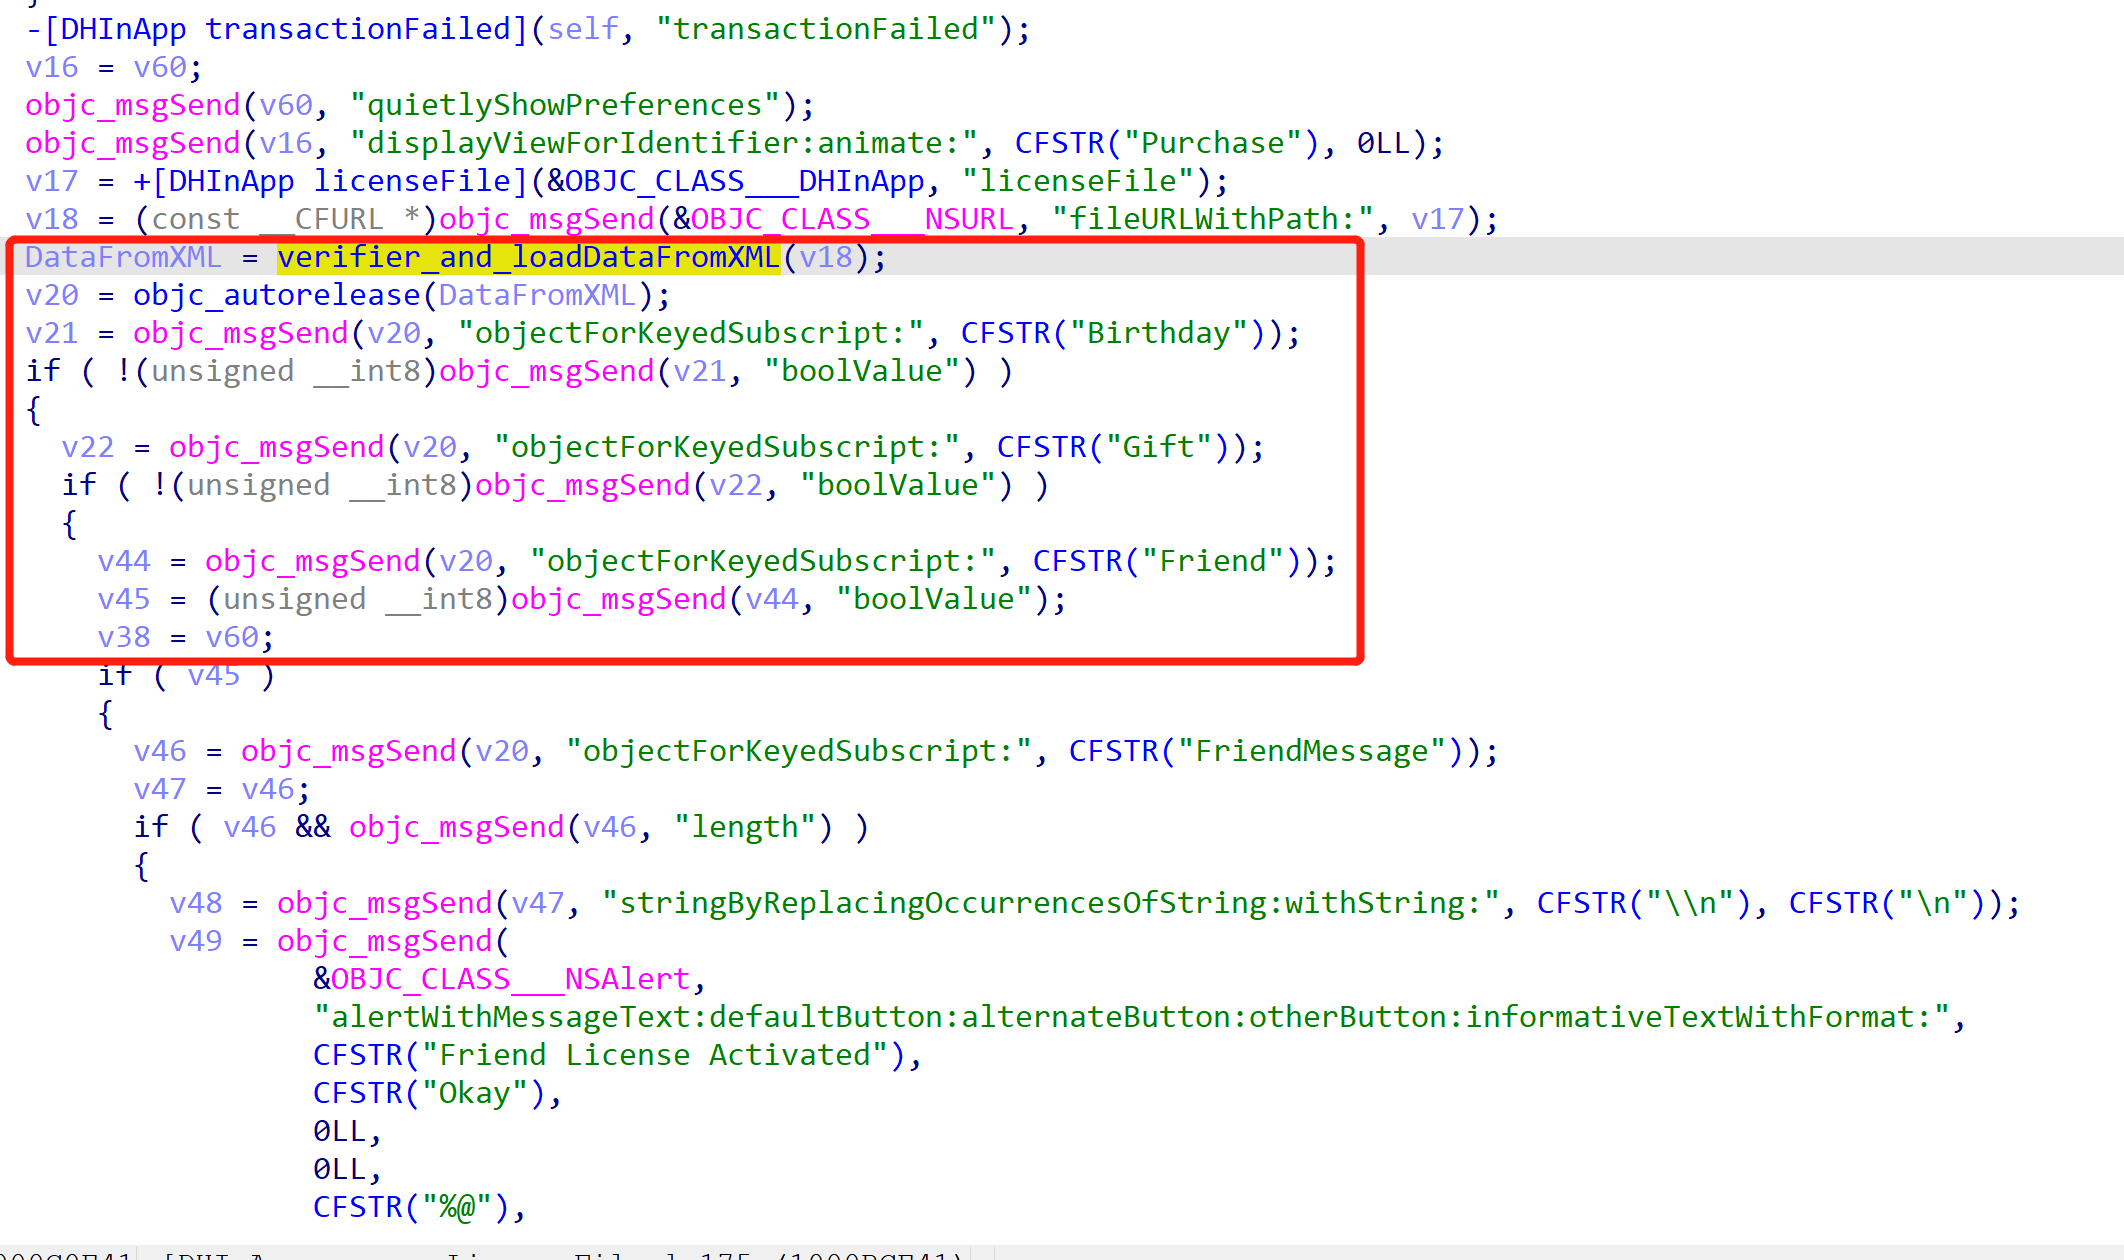 }
-[DHInApp transactionFailed](self, "transactionFailed");
v16 = v60;
objc_msgSend(v60, "quietlyShowPreferences");
objc_msgSend(v16, "displayViewForIdentifier:animate:", CFSTR("Purchase"), 0LL);
v17 = +[DHInApp licenseFile](&OBJC_CLASS___DHInApp, "licenseFile");
v18 = (const __CFURL *)objc_msgSend(&OBJC_CLASS___NSURL, "fileURLWithPath:", v17);
DataFromXML = verifier_and_loadDataFromXML(v18);
v20 = objc_autorelease(DataFromXML);
v21 = objc_msgSend(v20, "objectForKeyedSubscript:", CFSTR("Birthday"));
if ( !(unsigned __int8)objc_msgSend(v21, "boolValue") )
{
v22 = objc_msgSend(v20, "objectForKeyedSubscript:", CFSTR("Gift"));
if ( !(unsigned __int8)objc_msgSend(v22, "boolValue") )
{
v44 = objc_msgSend(v20, "objectForKeyedSubscript:", CFSTR("Friend"));
v45 = (unsigned __int8)objc_msgSend(v44, "boolValue");
v38 = v60;
if ( v45 )
{
v46 = objc_msgSend(v20, "objectForKeyedSubscript:", CFSTR("FriendMessage"));
v47 = v46;
if ( v46 && objc_msgSend(v46, "length") )
{
v48 = objc_msgSend(v47, "stringByReplacingOccurrencesOfString:withString:", CFSTR("\\n"), CFSTR("\n"));
v49 = objc_msgSend(
&OBJC_CLASS___NSAlert,
"alertWithMessageText:defaultButton:alternateButton:otherButton:informativeTextWithFormat:",
CFSTR("Friend License Activated"),
CFSTR("Okay"),
0LL,
0LL,
CFSTR("%@"),